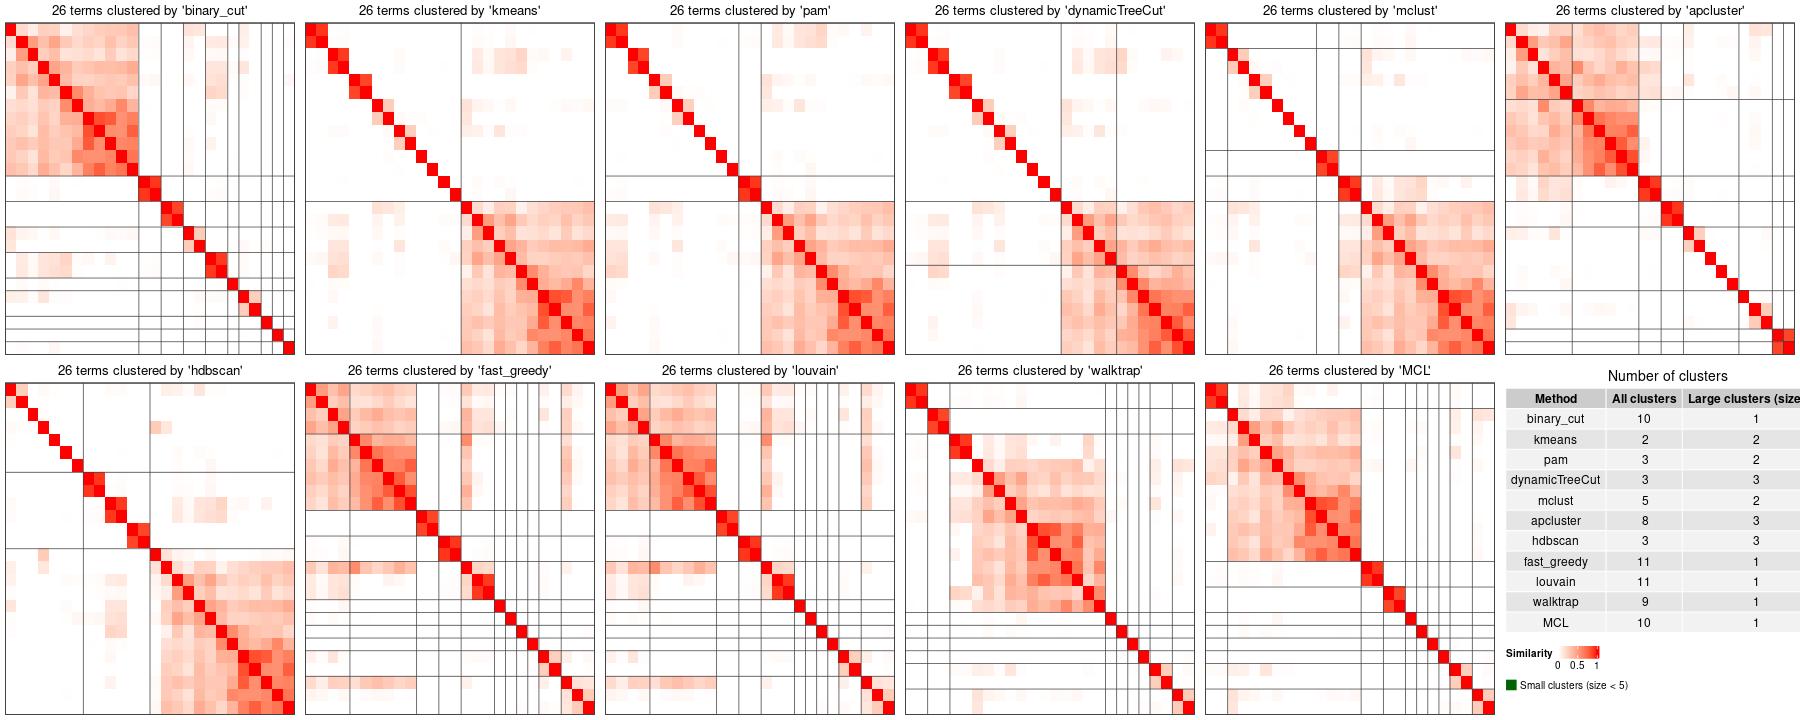 26 terms clustered by 'binary_cut'
26 terms clustered by 'kmeans'
26 terms clustered by 'pam'
26 terms clustered by 'dynamicTreeCut'
26 terms clustered by 'mclust'
26 terms clustered by 'apcluster'
26 terms clustered by 'hdbscan'
26 terms clustered by 'fast_greedy'
26 terms clustered by 'louvain'
26 terms clustered by 'walktrap'
26 terms clustered by 'MCL'
Number of clusters
Method All clusters Large clusters (size
binary_cut 10 1
kmeans 2 2
pam 3 2
dynamicTreeCut 3 3
mclust 5 2
apcluster 8 3
hdbscan 3 3
fast_greedy 11 1
louvain 11 1
walktrap 9 1
MCL 10 1
Similarity
0 0.5 1
Small clusters (size < 5)